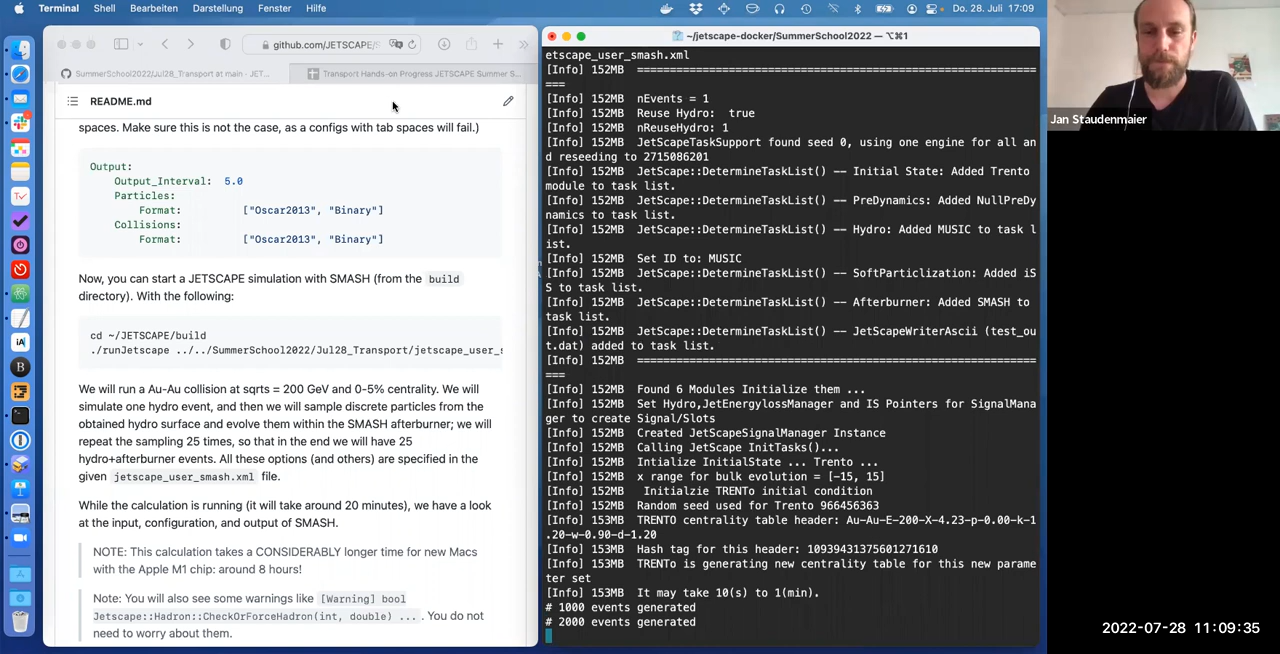 Terminal Shell Bearbeiten Darstellung Fenster Hilfe Do. 28. Juli 17:09
github.com/JETSCAPE/S
SummerSchool2022/Jul28_Transport at main · JET...
Transport Hands-on Progress JETSCAPE Summer S...
README.md
spaces. Make sure this is not the case, as a configs with tab spaces will fail.)
Output:
Output_Interval: 5.0
Particles:
Format: ["Oscar2013", "Binary"]
Collisions:
Format: ["Oscar2013", "Binary"]
Now, you can start a JETSCAPE simulation with SMASH (from the build
directory). With the following:
cd ~/JETSCAPE/build
./runJetscape ../../SummerSchool2022/Jul28_Transport/jetscape_user_s
We will run a Au-Au collision at sqrts = 200 GeV and 0-5% centrality. We will
simulate one hydro event, and then we will sample discrete particles from the
obtained hydro surface and evolve them within the SMASH afterburner; we will
repeat the sampling 25 times, so that in the end we will have 25
hydro+afterburner events. All these options (and others) are specified in the
given jetscape_user_smash.xml file.
While the calculation is running (it will take around 20 minutes), we have a look
at the input, configuration, and output of SMASH.
NOTE: This calculation takes a CONSIDERABLY longer time for new Macs
with the Apple M1 chip: around 8 hours!
Note: You will also see some warnings like [Warning] bool
Jetscape::Hadron::CheckOrForceHadron(int, double) ... . You do not
need to worry about them.
~/jetscape-docker/SummerSchool2022 — ⌥⌘1
etscape_user_smash.xml
[Info] 152MB ========================================================
===
[Info] 152MB nEvents = 1
[Info] 152MB Reuse Hydro: true
[Info] 152MB nReuseHydro: 1
[Info] 152MB JetScapeTaskSupport found seed 0, using one engine for all an
d reseeding to 2715086201
[Info] 152MB JetScape::DetermineTaskList() -- Initial State: Added Trento
module to task list.
[Info] 152MB JetScape::DetermineTaskList() -- PreDynamics: Added NullPreDy
namics to task list.
[Info] 152MB JetScape::DetermineTaskList() -- Hydro: Added MUSIC to task l
ist.
[Info] 152MB Set ID to: MUSIC
[Info] 152MB JetScape::DetermineTaskList() -- SoftParticlization: Added iS
S to task list.
[Info] 152MB JetScape::DetermineTaskList() -- Afterburner: Added SMASH to
task list.
[Info] 152MB JetScape::DetermineTaskList() -- JetScapeWriterAscii (test_ou
t.dat) added to task list.
[Info] 152MB ========================================================
===
[Info] 152MB Found 6 Modules Initialize them ...
[Info] 152MB Set Hydro,JetEnergylossManager and IS Pointers for SignalMana
ger to create Signal/Slots
[Info] 152MB Created JetScapeSignalManager Instance
[Info] 152MB Calling JetScape InitTasks()...
[Info] 152MB Intialize InitialState ... Trento ...
[Info] 152MB x range for bulk evolution = [-15, 15]
[Info] 152MB Initialzie TRENTo initial condition
[Info] 152MB Random seed used for Trento 966456363
[Info] 153MB TRENTO centrality table header: Au-Au-E-200-X-4.23-p-0.00-k-1
.20-w-0.90-d-1.20
[Info] 153MB Hash tag for this header: 10939431375601271610
[Info] 153MB TRENTo is generating new centrality table for this new parame
ter set
[Info] 153MB It may take 10(s) to 1(min).
# 1000 events generated
# 2000 events generated
Jan Staudenmaier
2022-07-28 11:09:35